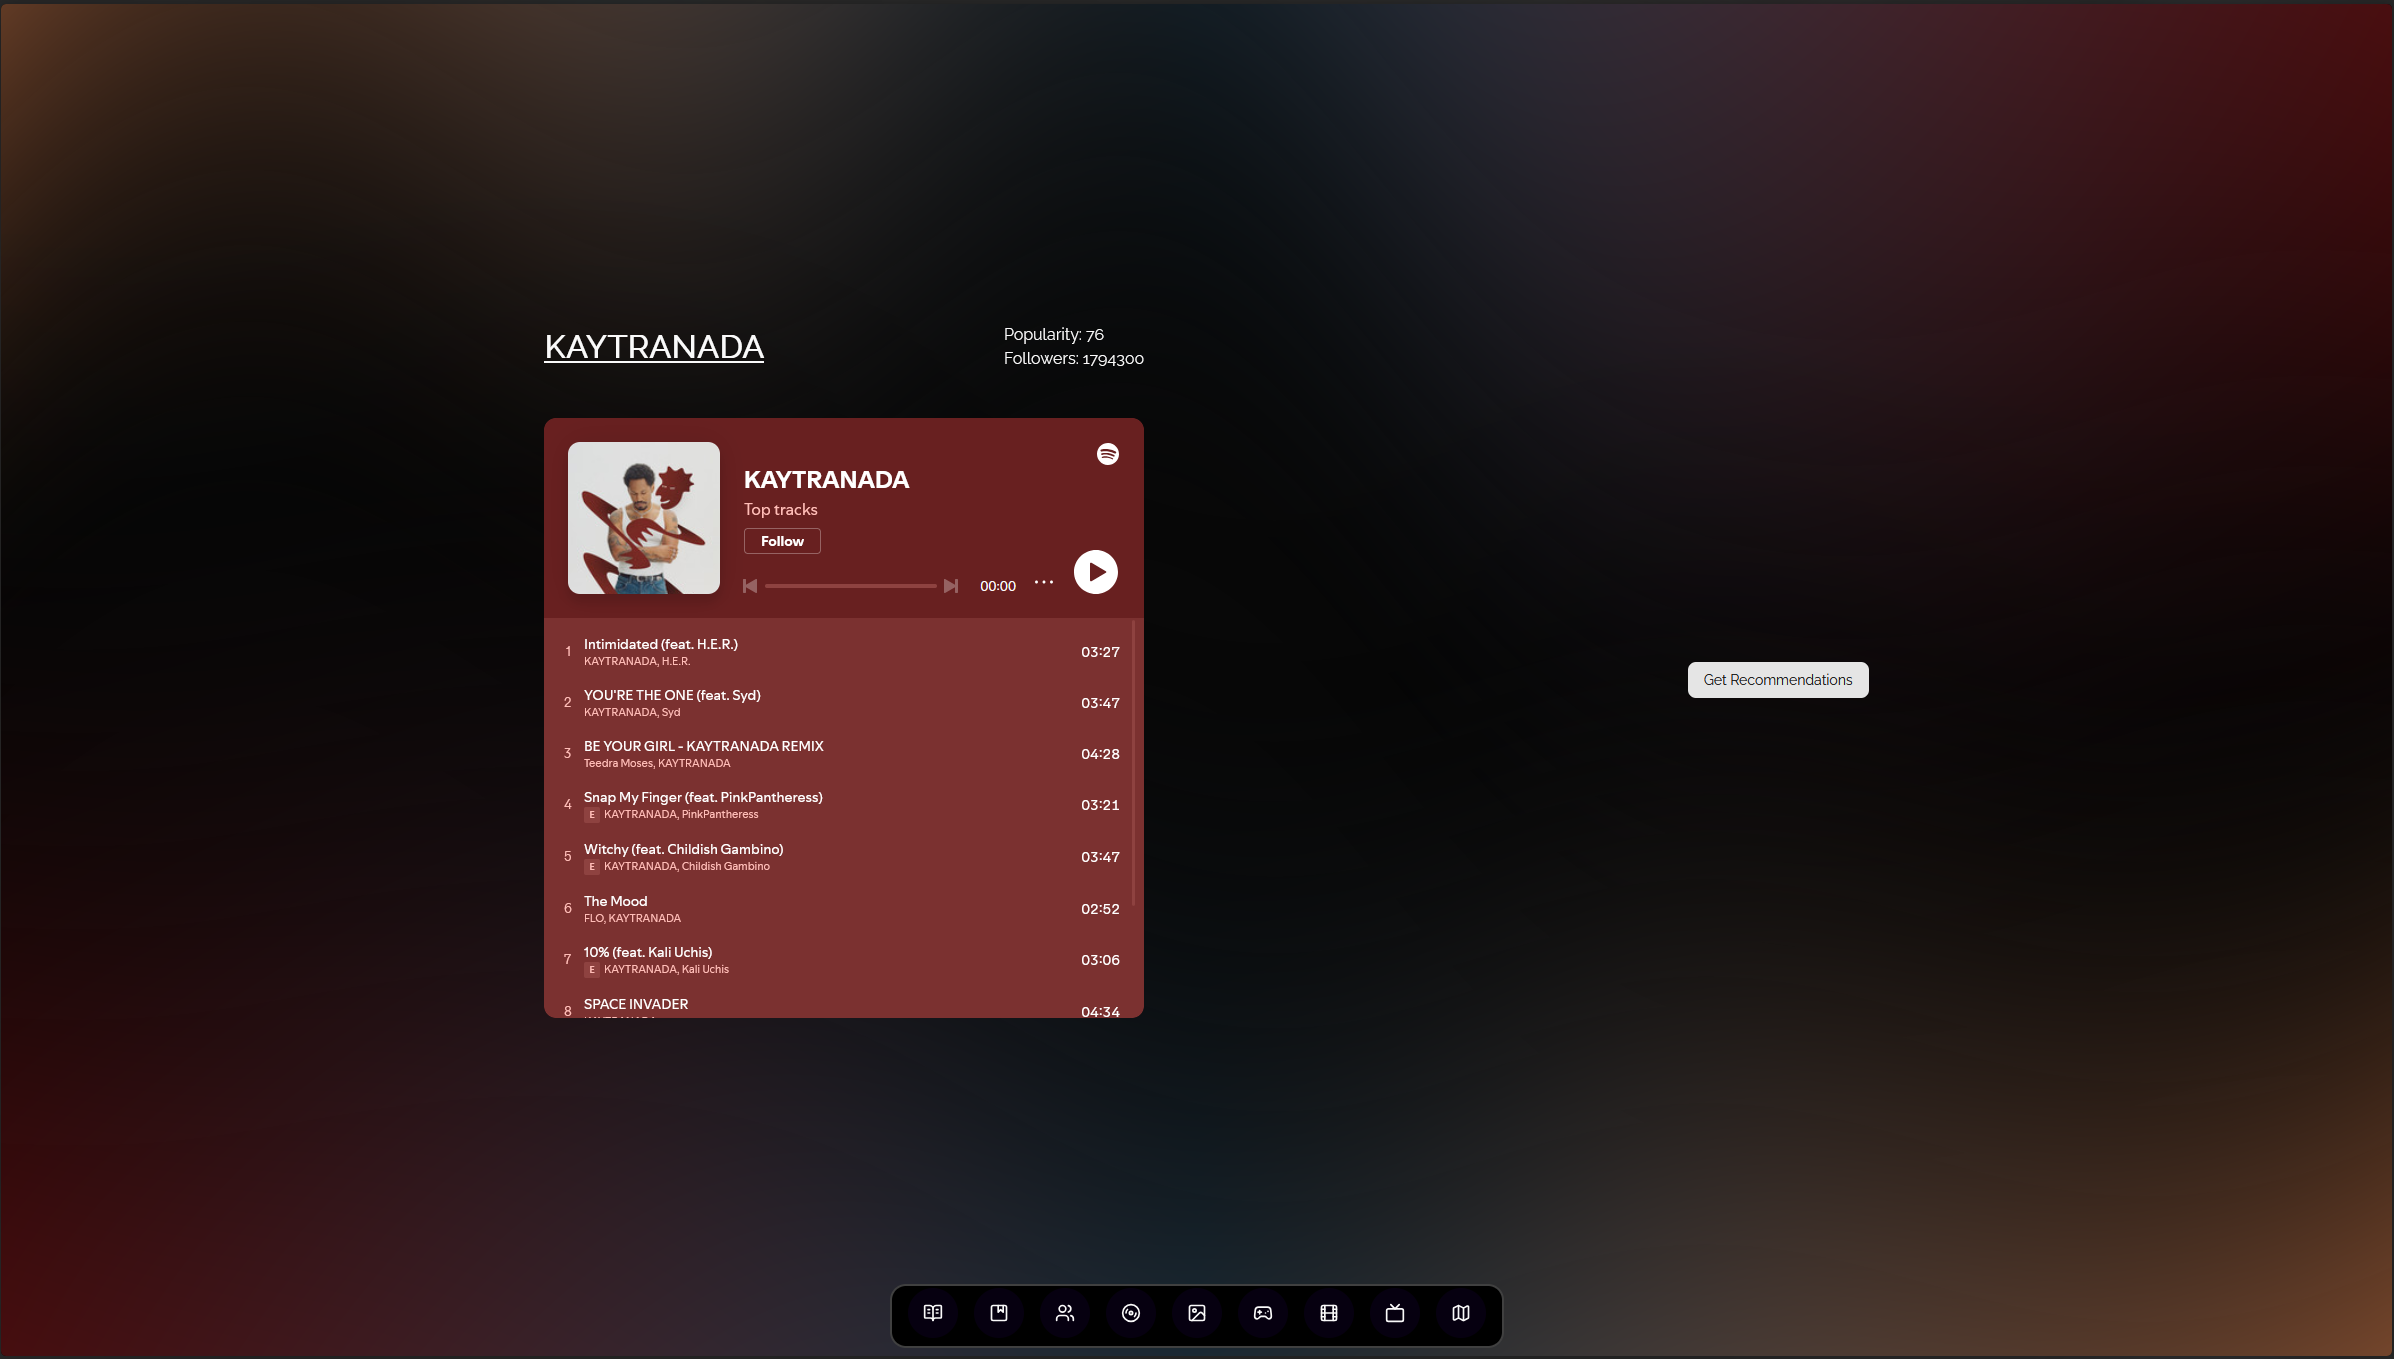 KAYTRANADA
Popularity: 76
Followers: 1794300
KAYTRANADA
Top tracks
Follow
00:00
1 Intimidated (feat. H.E.R.) 03:27
KAYTRANADA, H.E.R.
2 YOU'RE THE ONE (feat. Syd) 03:47
KAYTRANADA, Syd
3 BE YOUR GIRL - KAYTRANADA REMIX 04:28
Teedra Moses, KAYTRANADA
4 Snap My Finger (feat. PinkPantheress) 03:21
E KAYTRANADA, PinkPantheress
5 Witchy (feat. Childish Gambino) 03:47
E KAYTRANADA, Childish Gambino
6 The Mood 02:52
FLO, KAYTRANADA
7 10% (feat. Kali Uchis) 03:06
E KAYTRANADA, Kali Uchis
8 SPACE INVADER 04:34
Get Recommendations